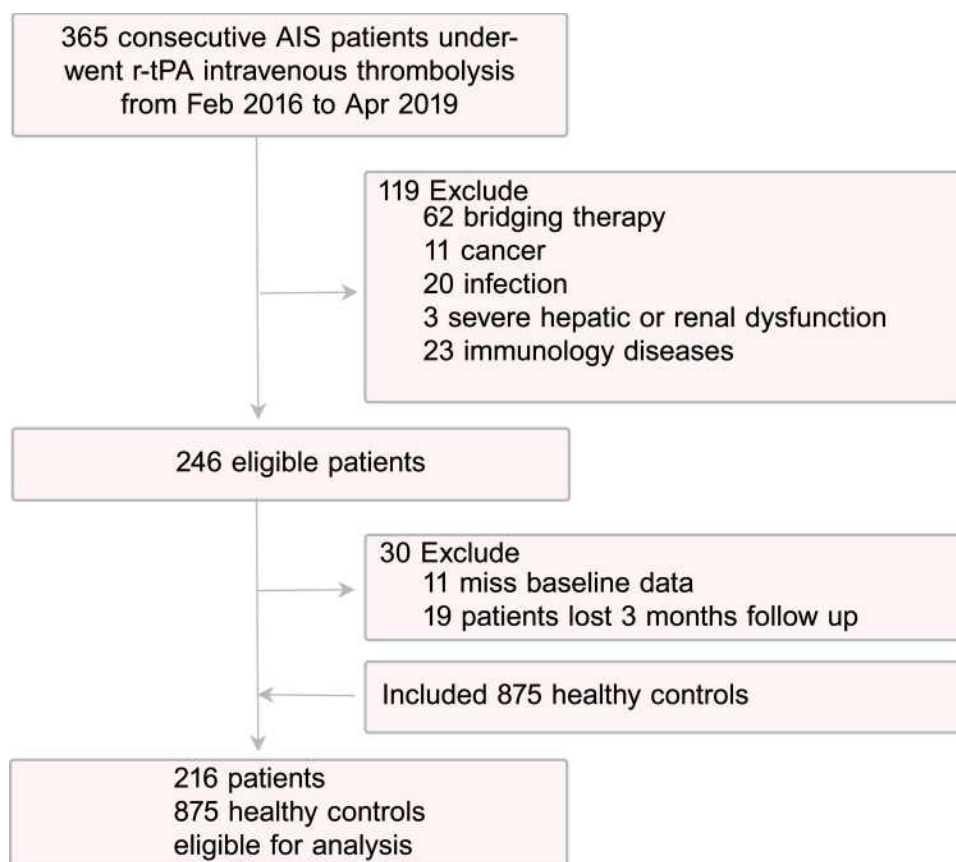 365 consecutive AIS patients under-
went r-tPA intravenous thrombolysis
from Feb 2016 to Apr 2019
119 Exclude
62 bridging therapy
11 cancer
20 infection
3 severe hepatic or renal dysfunction
23 immunology diseases
246 eligible patients
30 Exclude
11 miss baseline data
19 patients lost 3 months follow up
Included 875 healthy controls
216 patients
875 healthy controls
eligible for analysis